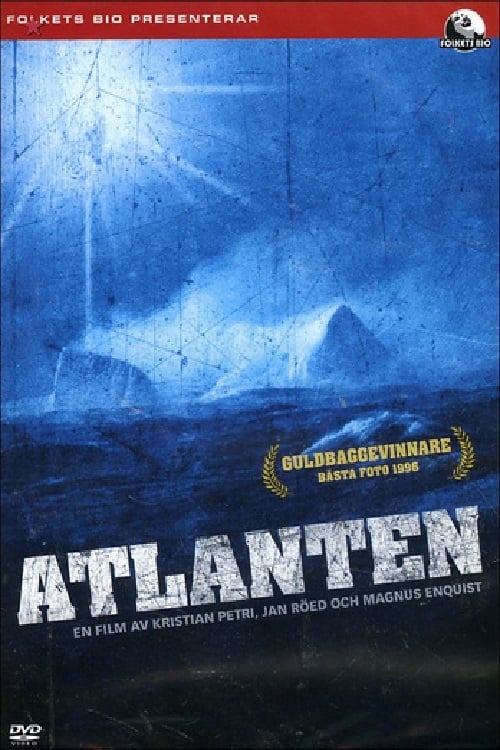 FOLKETS BIO PRESENTERAR
FOLKETS BIO
GULDBAGGEVINNARE
BÄSTA FOTO 1996
ATLANTEN
EN FILM AV KRISTIAN PETRI, JAN RÖED OCH MAGNUS ENQUIST
DVD
VIDEO